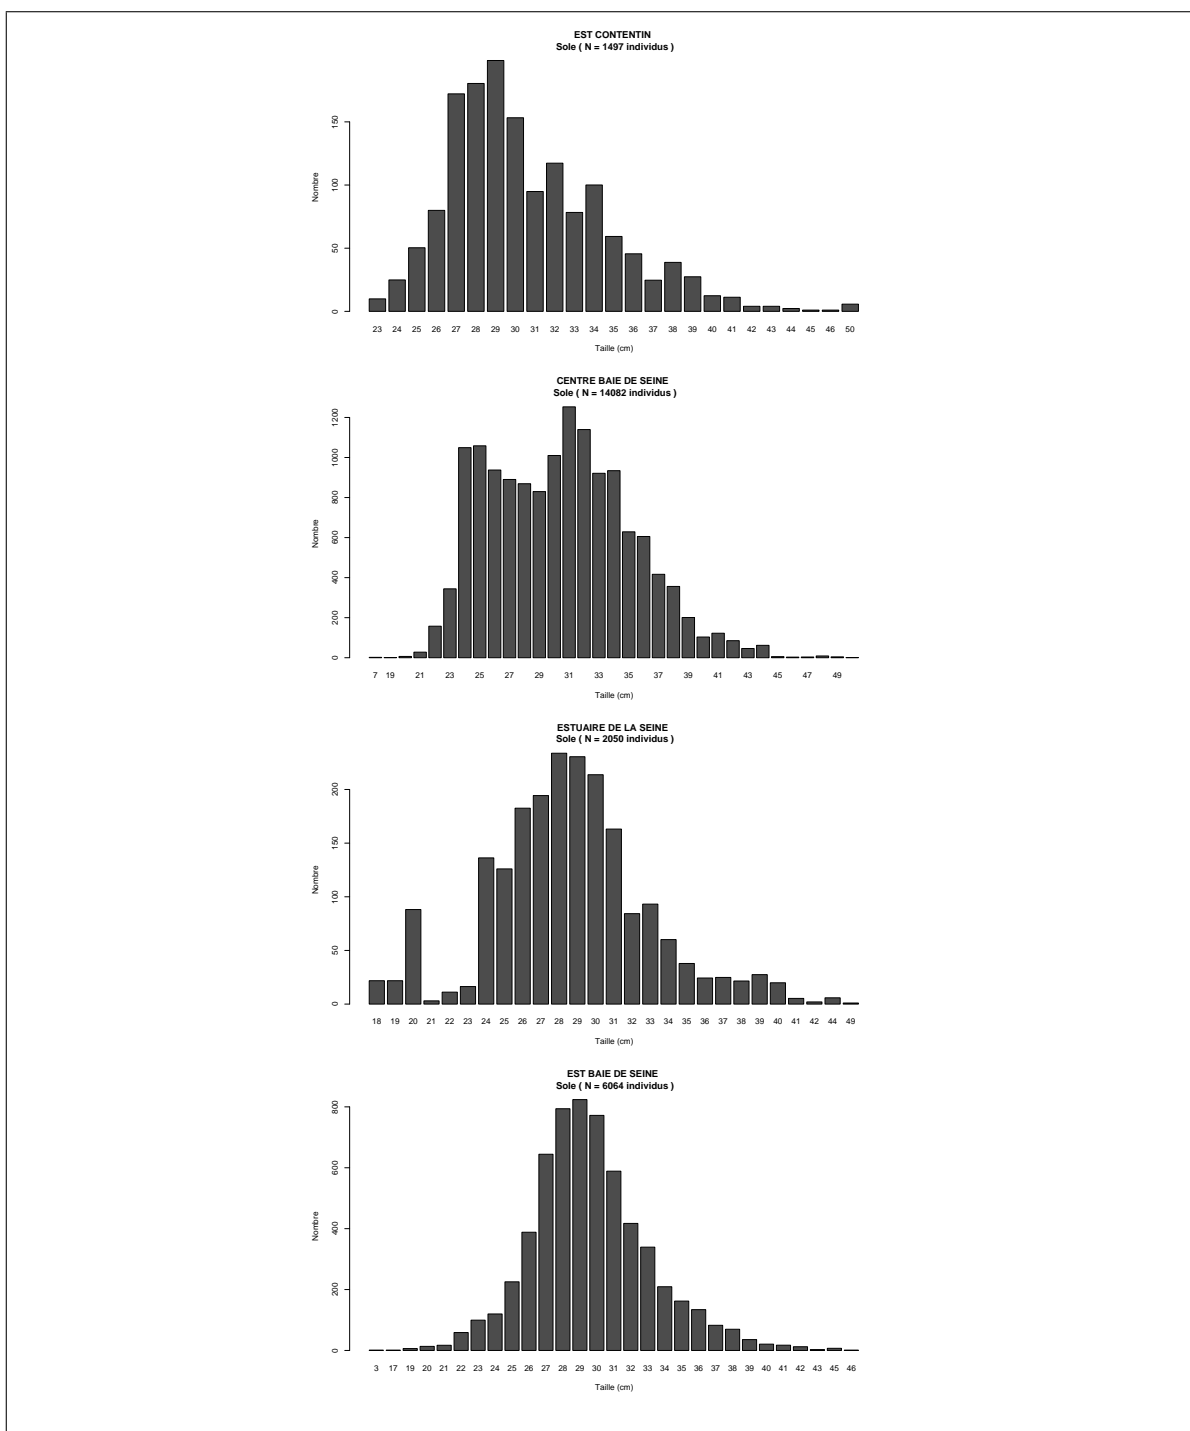 EST CONTENTIN
Sole ( N = 1497 individus )
Nombre
150
100
50
0
23 24 25 26 27 28 29 30 31 32 33 34 35 36 37 38 39 40 41 42 43 44 45 46 50
Taille (cm)
CENTRE BAIE DE SEINE
Sole ( N = 14082 individus )
Nombre
1200
1000
800
600
400
200
0
7 19 21 23 25 27 29 31 33 35 37 39 41 43 45 47 49
Taille (cm)
ESTUAIRE DE LA SEINE
Sole ( N = 2050 individus )
Nombre
200
150
100
50
0
18 19 20 21 22 23 24 25 26 27 28 29 30 31 32 33 34 35 36 37 38 39 40 41 42 44 49
Taille (cm)
EST BAIE DE SEINE
Sole ( N = 6064 individus )
Nombre
800
600
400
200
0
3 17 19 20 21 22 23 24 25 26 27 28 29 30 31 32 33 34 35 36 37 38 39 40 41 42 43 45 46
Taille (cm)